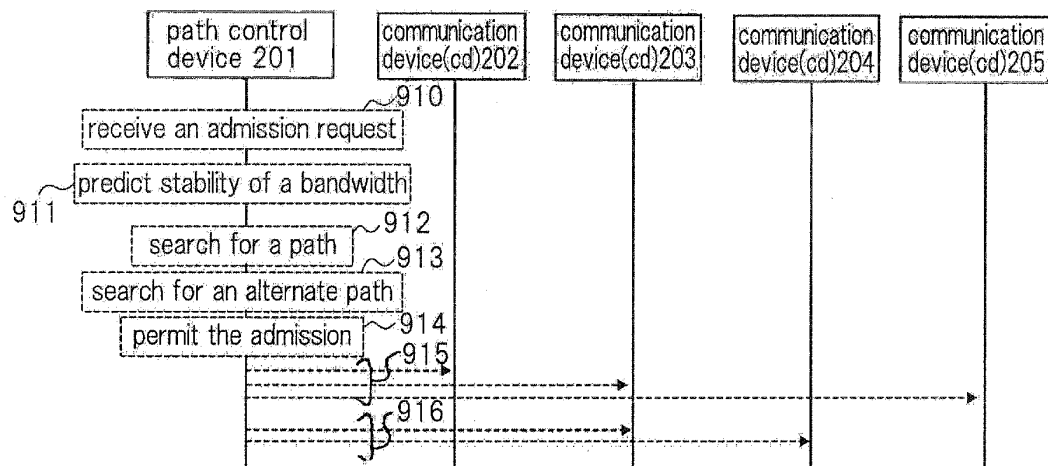 path control
device 201
communication
device(cd)202
communication
device(cd)203
communication
device(cd)204
communication
device(cd)205
910
receive an admission request
predict stability of a bandwidth
911
912
search for a path
913
search for an alternate path
914
permit the admission
915
916